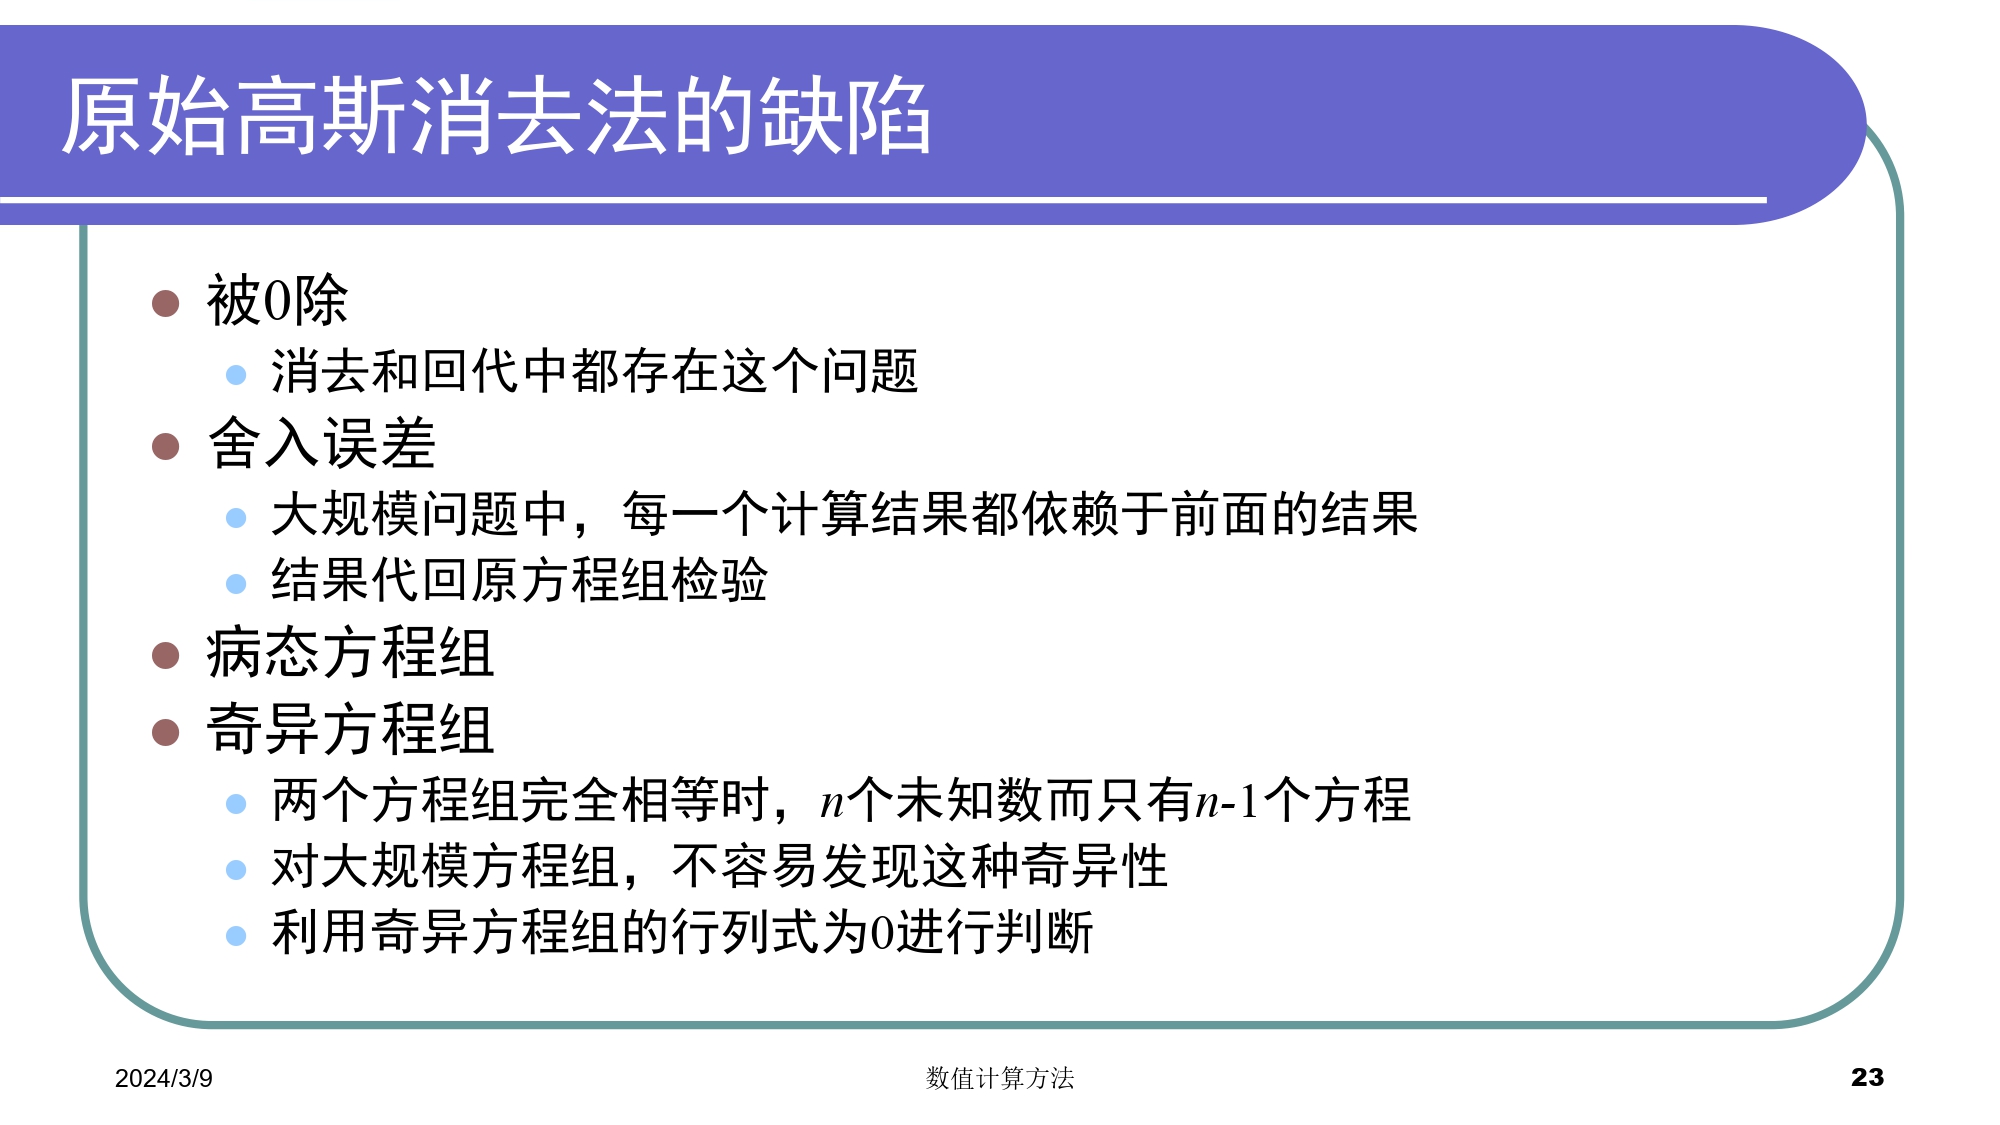 原始高斯消去法的缺陷
被0除
消去和回代中都存在这个问题
舍入误差
大规模问题中，每一个计算结果都依赖于前面的结果
结果代回原方程组检验
病态方程组
奇异方程组
两个方程组完全相等时，n个未知数而只有n-1个方程
对大规模方程组，不容易发现这种奇异性
利用奇异方程组的行列式为0进行判断
2024/3/9
数值计算方法
23